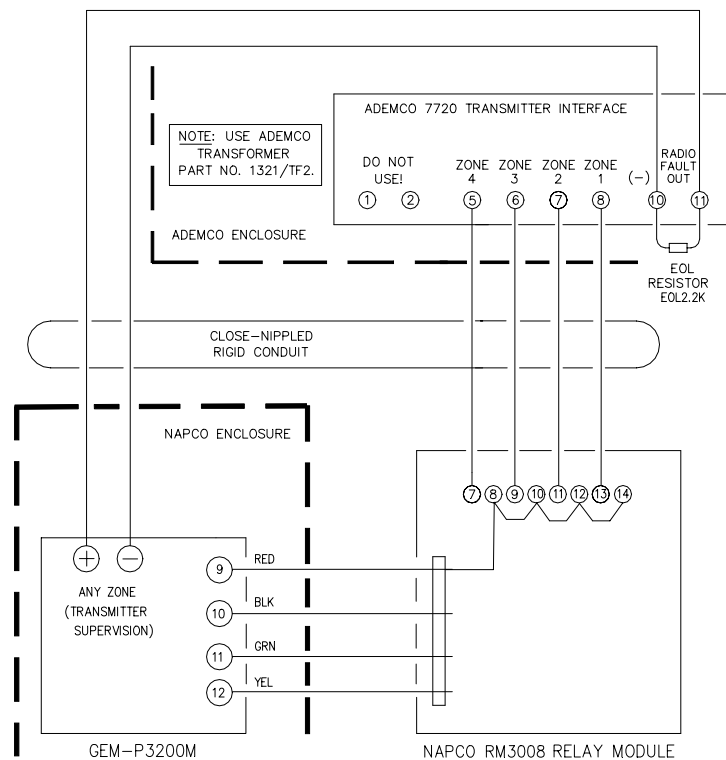 ADEMCO 7720 TRANSMITTER INTERFACE
NOTE: USE ADEMCO
TRANSFORMER
PART NO. 1321/TF2.
DO NOT
USE!
ZONE
4
ZONE
3
ZONE
2
ZONE
1
(–)
RADIO
FAULT
OUT
1 2 5 6 7 8 10 11
ADEMCO ENCLOSURE
EOL
RESISTOR
EOL2.2K
CLOSE–NIPPLED
RIGID CONDUIT
NAPCO ENCLOSURE
7 8 9 10 11 12 13 14
+ –
ANY ZONE
(TRANSMITTER
SUPERVISION)
9 RED
10 BLK
11 GRN
12 YEL
GEM–P3200M
NAPCO RM3008 RELAY MODULE